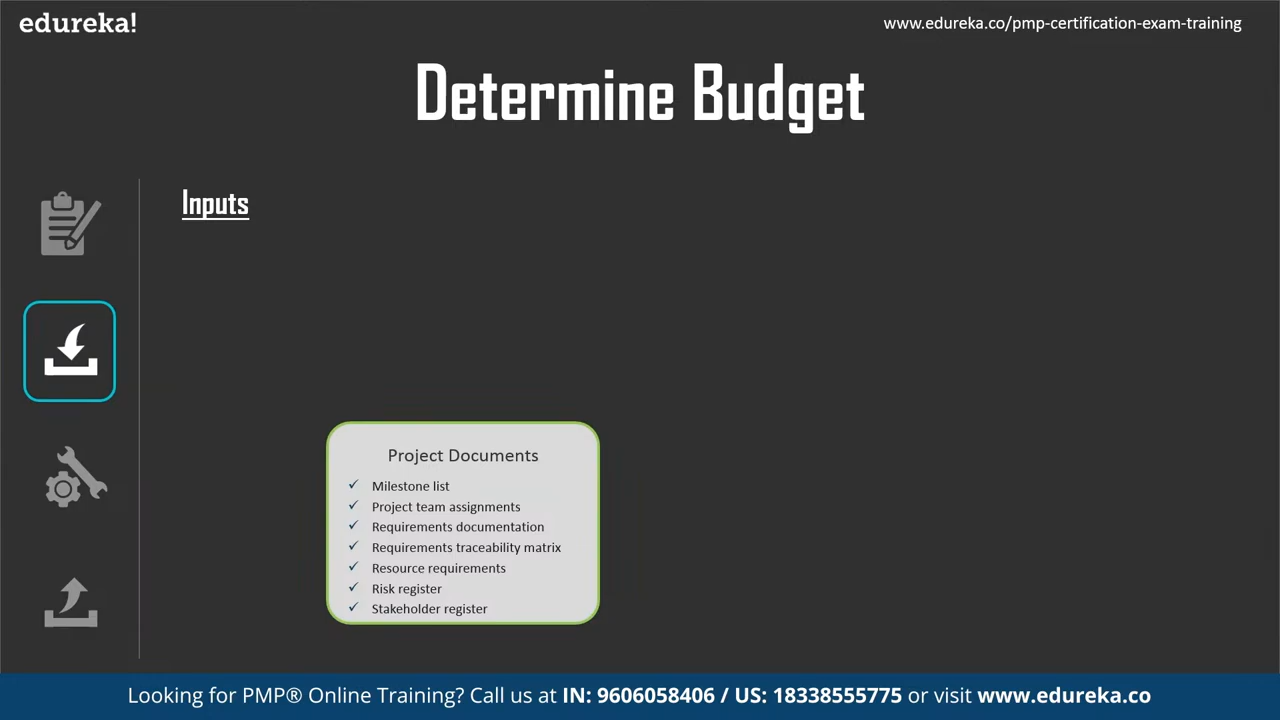 edureka!
www.edureka.co/pmp-certification-exam-training
Determine Budget
Inputs
Project Documents
✓ Milestone list
✓ Project team assignments
✓ Requirements documentation
✓ Requirements traceability matrix
✓ Resource requirements
✓ Risk register
✓ Stakeholder register
Looking for PMP® Online Training? Call us at IN: 9606058406 / US: 18338555775 or visit www.edureka.co